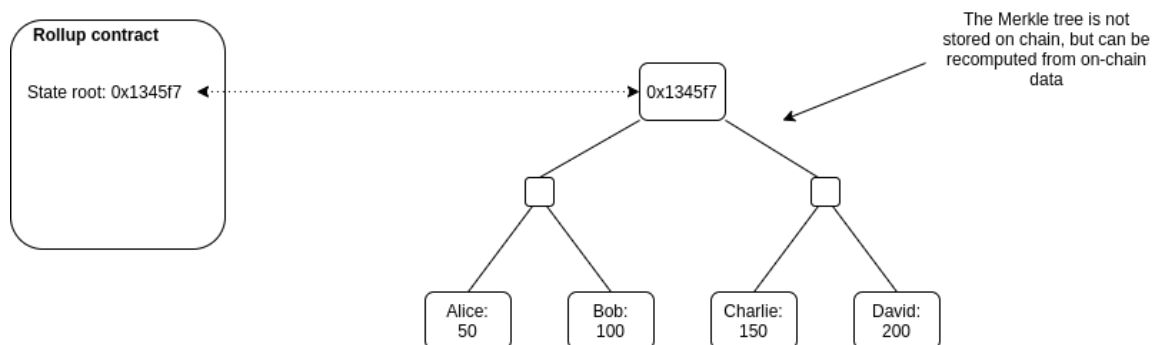 Rollup contract
State root: 0x1345f7
The Merkle tree is not
stored on chain, but can be
recomputed from on-chain
data
0x1345f7
Alice:
50
Bob:
100
Charlie:
150
David:
200